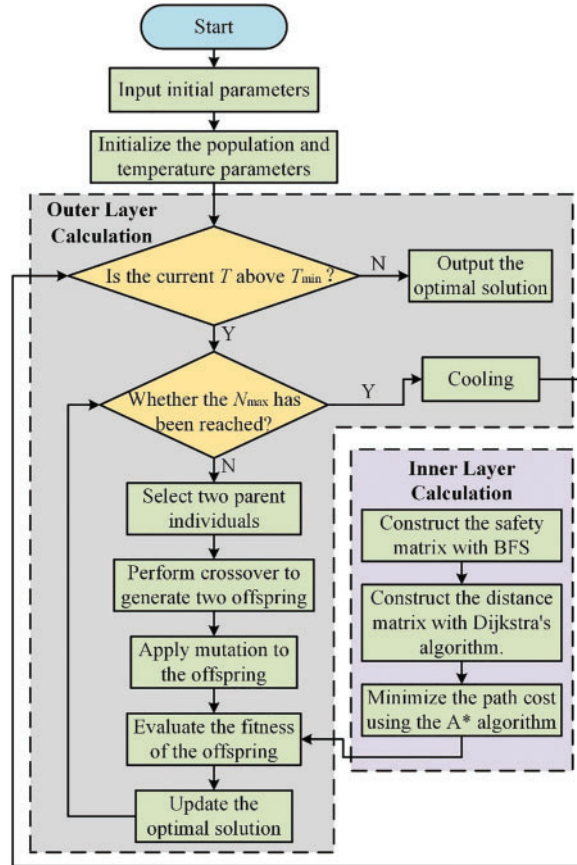 Start
Input initial parameters
Initialize the population and
temperature parameters
Outer Layer
Calculation
Is the current T above Tmin ?
N
Output the
optimal solution
Y
Whether the Nmax has
been reached?
Y
Cooling
N
Select two parent
individuals
Perform crossover to
generate two offspring
Apply mutation to
the offspring
Evaluate the fitness
of the offspring
Update the
optimal solution
Inner Layer
Calculation
Construct the safety
matrix with BFS
Construct the distance
matrix with Dijkstra's
algorithm.
Minimize the path cost
using the A* algorithm